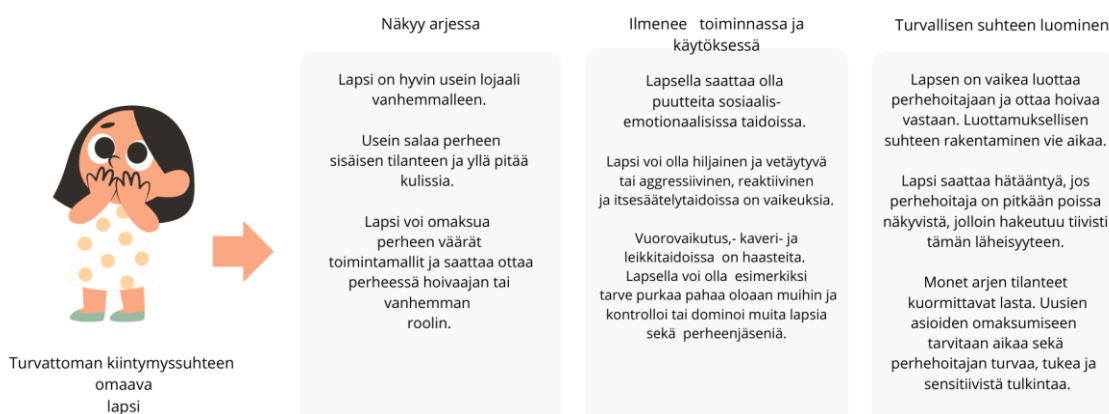 Näkyy arjessa
Lapsi on hyvin usein lojaali
vanhemmalleen.
Usein salaa perheen
sisäisen tilanteen ja yllä pitää
kulissia.
Lapsi voi omaksua
perheen väärät
toimintamallit ja saattaa ottaa
perheessä hoivaajan tai
vanhemman
roolin.
Ilmenee toiminnassa ja
käytöksessä
Lapsella saattaa olla
puutteita sosiaalis-
emotionaalisissa taidoissa.
Lapsi voi olla hiljainen ja vetäytyvä
tai aggressiivinen, reaktiivinen
ja itsesäätelytaidoissa on vaikeuksia.
Vuorovaikutus,- kaveri- ja
leikkitaidoissa on haasteita.
Lapsella voi olla esimerkiksi
tarve purkaa pahaa oloaan muihin ja
kontrolloi tai dominoi muita lapsia
sekä perheenjäseniä.
Turvallisen suhteen luominen
Lapsen on vaikea luottaa
perhehoitajaan ja ottaa hoivaa
vastaan. Luottamuksellisen
suhteen rakentaminen vie aikaa.
Lapsi saattaa hätääntyä, jos
perhehoitaja on pitkään poissa
näkyvistä, jolloin hakeutuu tiivisti
tämän läheisyyteen.
Monet arjen tilanteet
kuormittavat lasta. Uusien
asioiden omaksumiseen
tarvitaan aikaa sekä
perhehoitajan turvaa, tukea ja
sensitiivistä tulkintaa.
Turvattoman kiintymyssuhteen
omaava
lapsi